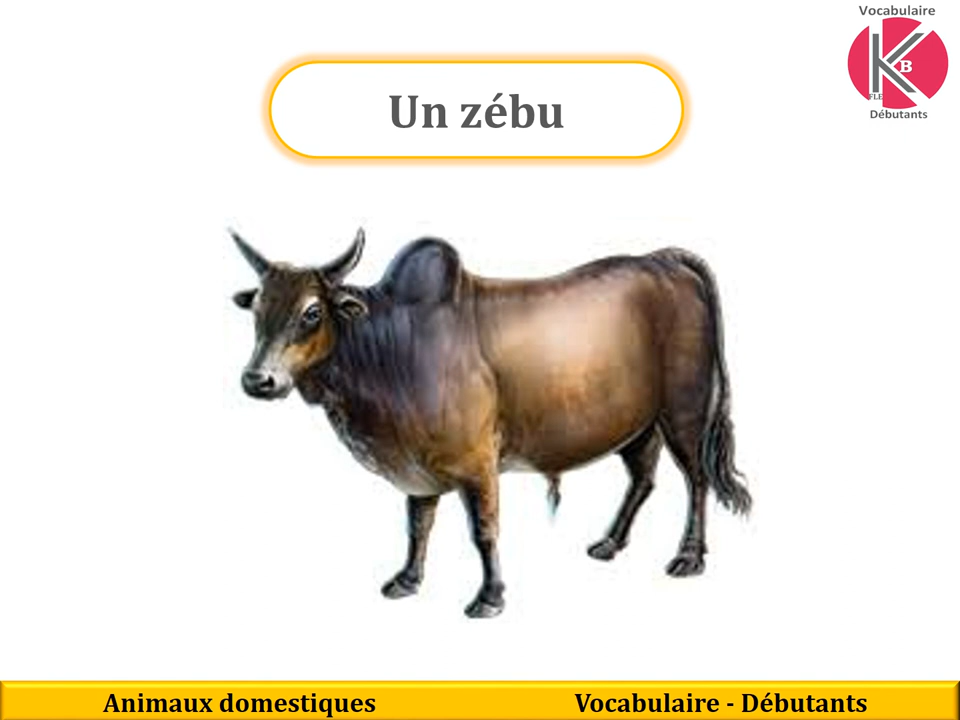 Vocabulaire
K
B
FLE
Débutants
Un zébu
Animaux domestiques
Vocabulaire - Débutants